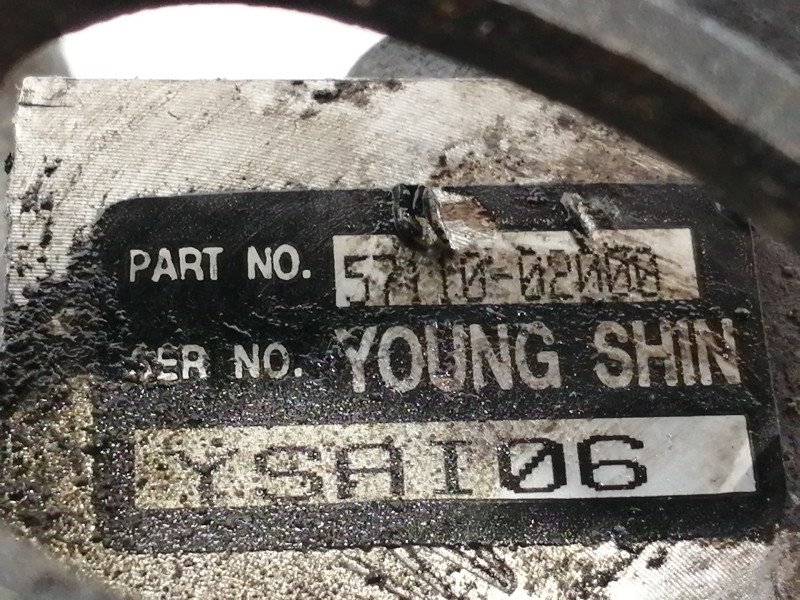 PART NO. 57110-02000
SER NO. YOUNG SHIN
YSAI06